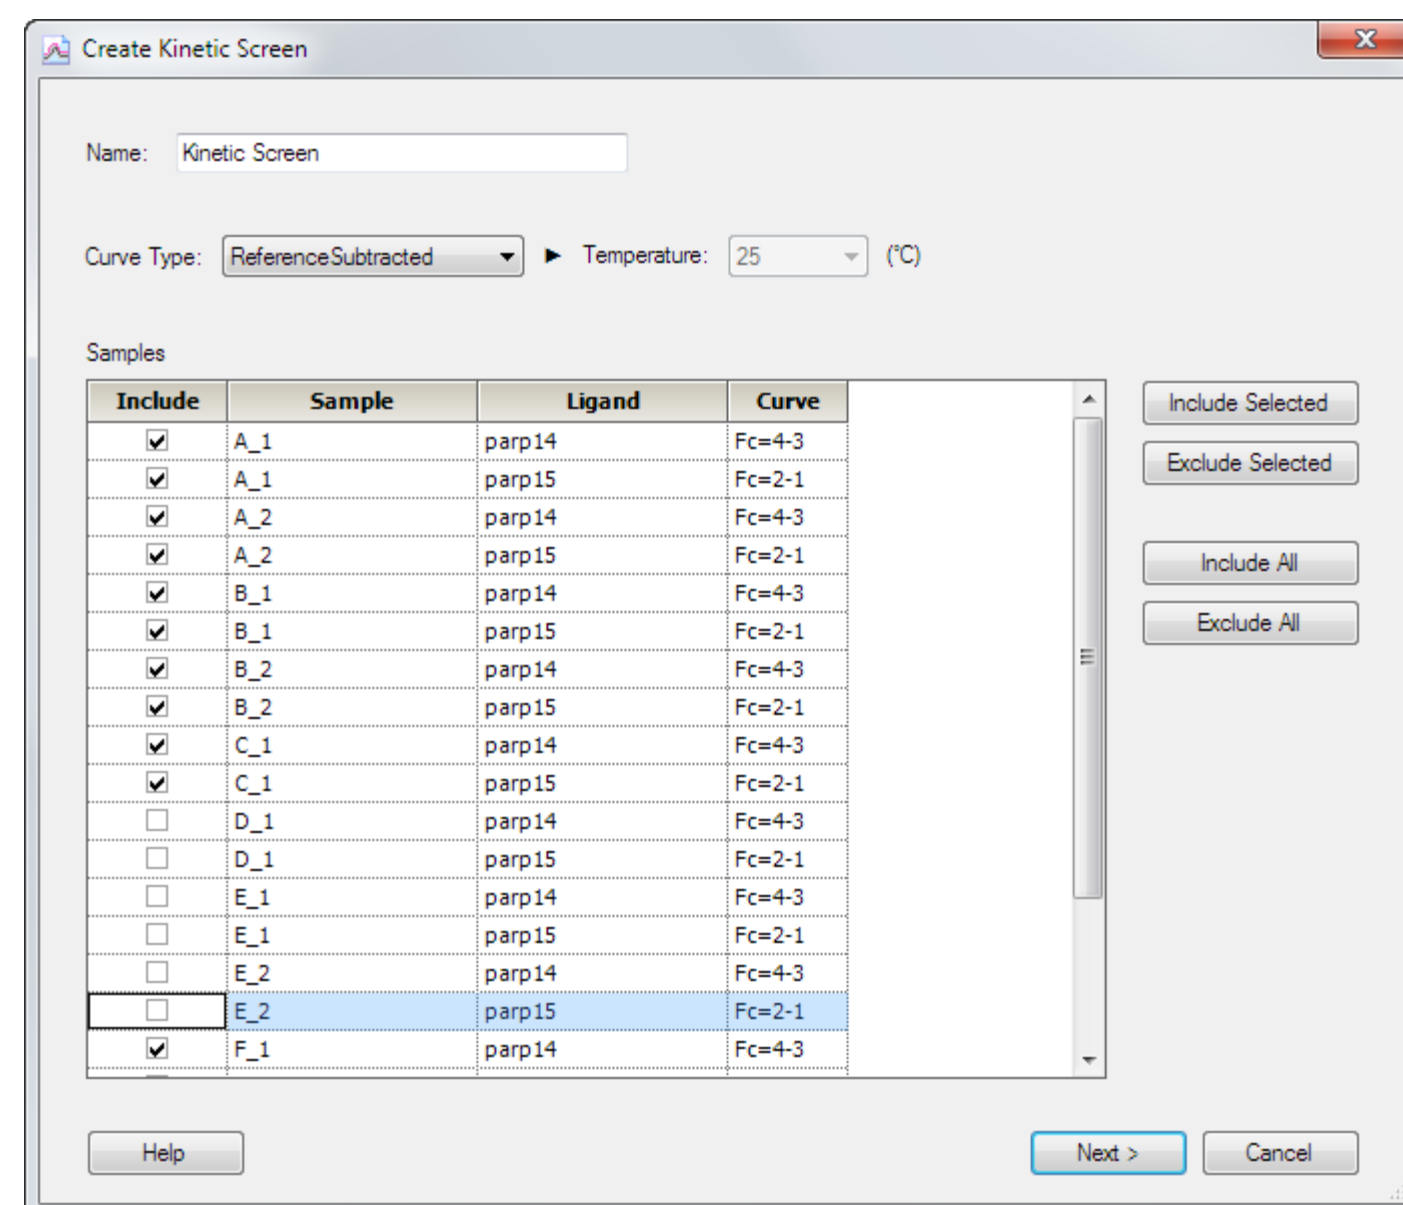 Create Kinetic Screen
Name: Kinetic Screen
Curve Type: ReferenceSubtracted Temperature: 25 (°C)
Samples
Include Sample Ligand Curve
A_1 parp14 Fc=4-3
A_1 parp15 Fc=2-1
A_2 parp14 Fc=4-3
A_2 parp15 Fc=2-1
B_1 parp14 Fc=4-3
B_1 parp15 Fc=2-1
B_2 parp14 Fc=4-3
B_2 parp15 Fc=2-1
C_1 parp14 Fc=4-3
C_1 parp15 Fc=2-1
D_1 parp14 Fc=4-3
D_1 parp15 Fc=2-1
E_1 parp14 Fc=4-3
E_1 parp15 Fc=2-1
E_2 parp14 Fc=4-3
E_2 parp15 Fc=2-1
F_1 parp14 Fc=4-3
Include Selected
Exclude Selected
Include All
Exclude All
Help
Next >
Cancel